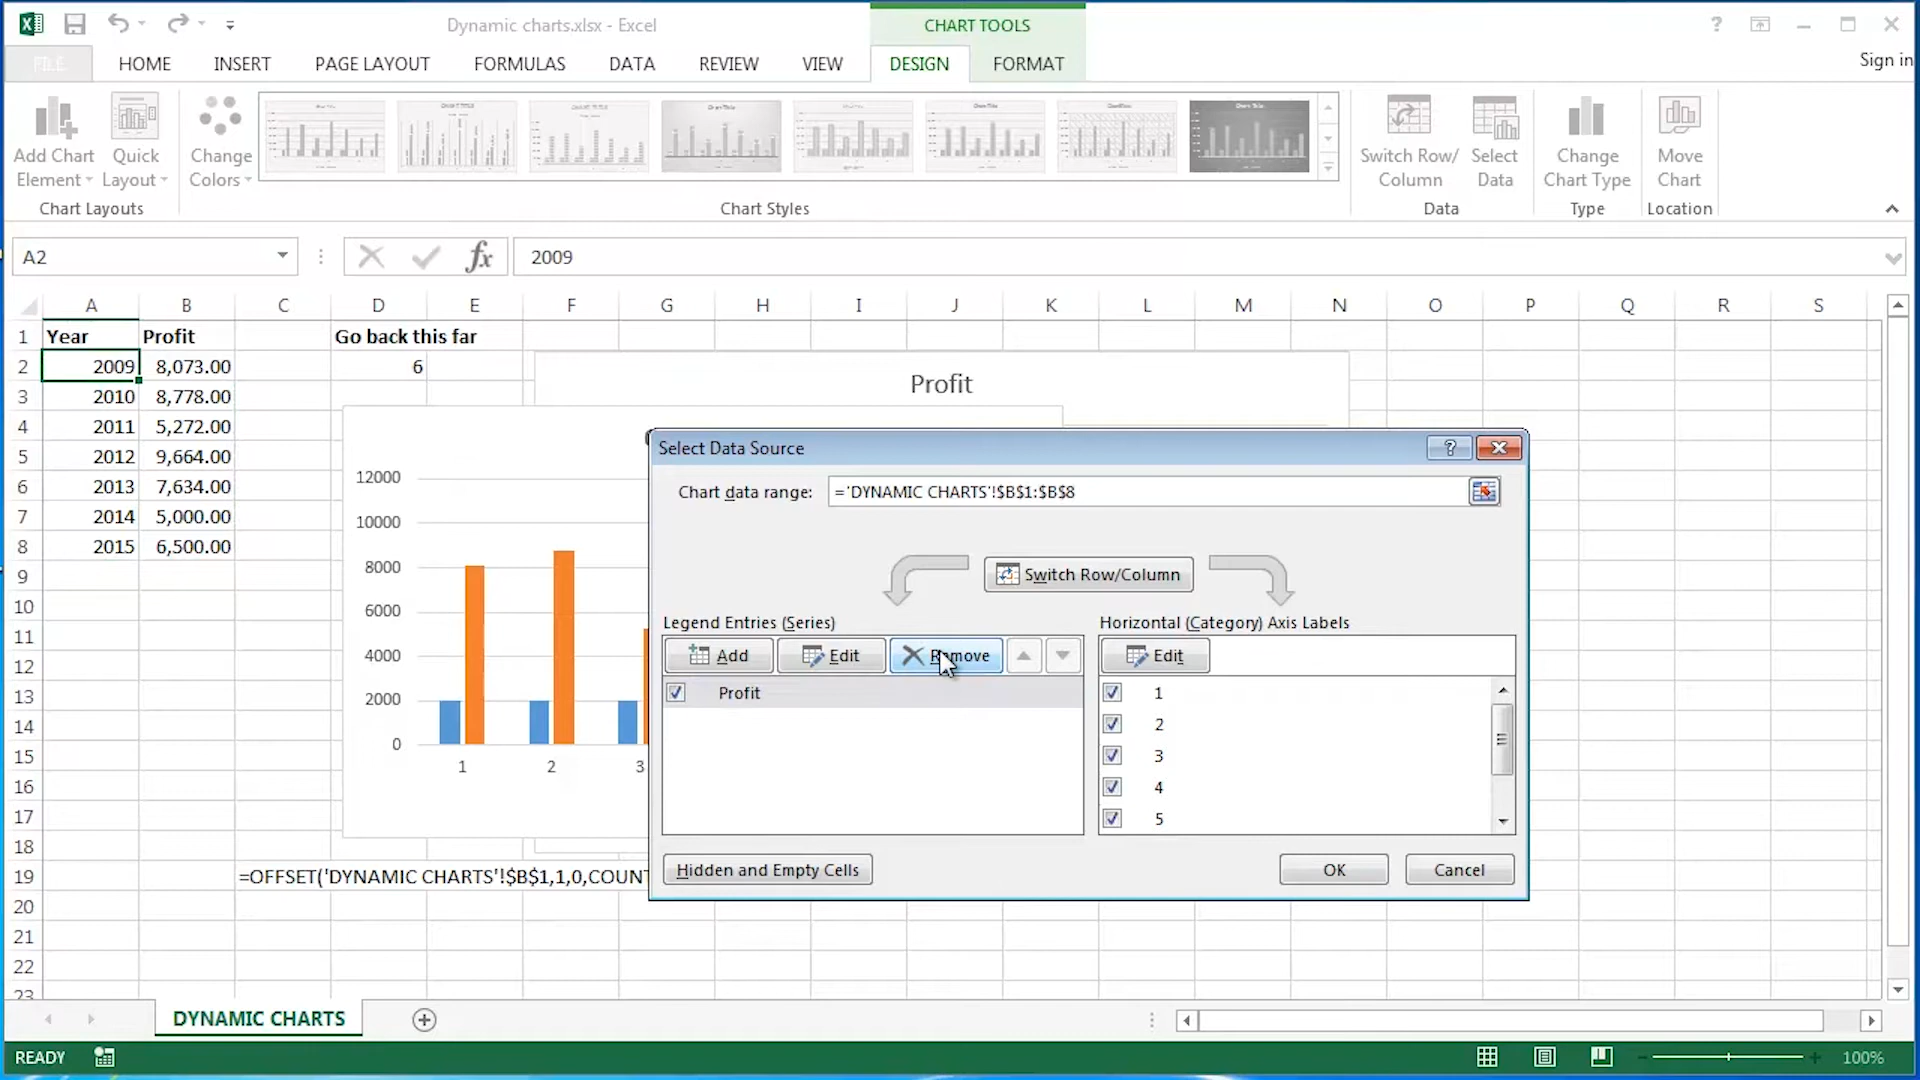 Dynamic charts.xlsx - Excel
CHART TOOLS
?
FILE
HOME
INSERT
PAGE LAYOUT
FORMULAS
DATA
REVIEW
VIEW
DESIGN
FORMAT
Sign in
Add Chart Element
Quick Layout
Change Colors
Switch Row/Column
Select Data
Change Chart Type
Move Chart
Chart Layouts
Chart Styles
Data
Type
Location
A2
fx
2009
A B C D E F G H I J K L M N O P Q R S
1 Year Profit Go back this far
2 2009 8,073.00 6
3 2010 8,778.00
4 2011 5,272.00
5 2012 9,664.00
6 2013 7,634.00
7 2014 5,000.00
8 2015 6,500.00
9
10
11
12
13
14
15
16
17
18
19 =OFFSET('DYNAMIC CHARTS'!$B$1,1,0,COUNT
20
21
22
23
Profit
12000
10000
8000
6000
4000
2000
0
1 2 3
Select Data Source
?
Chart data range: ='DYNAMIC CHARTS'!$B$1:$B$8
Switch Row/Column
Legend Entries (Series)
Add Edit Remove
Profit
Horizontal (Category) Axis Labels
Edit
1
2
3
4
5
Hidden and Empty Cells
OK
Cancel
DYNAMIC CHARTS
READY
100%